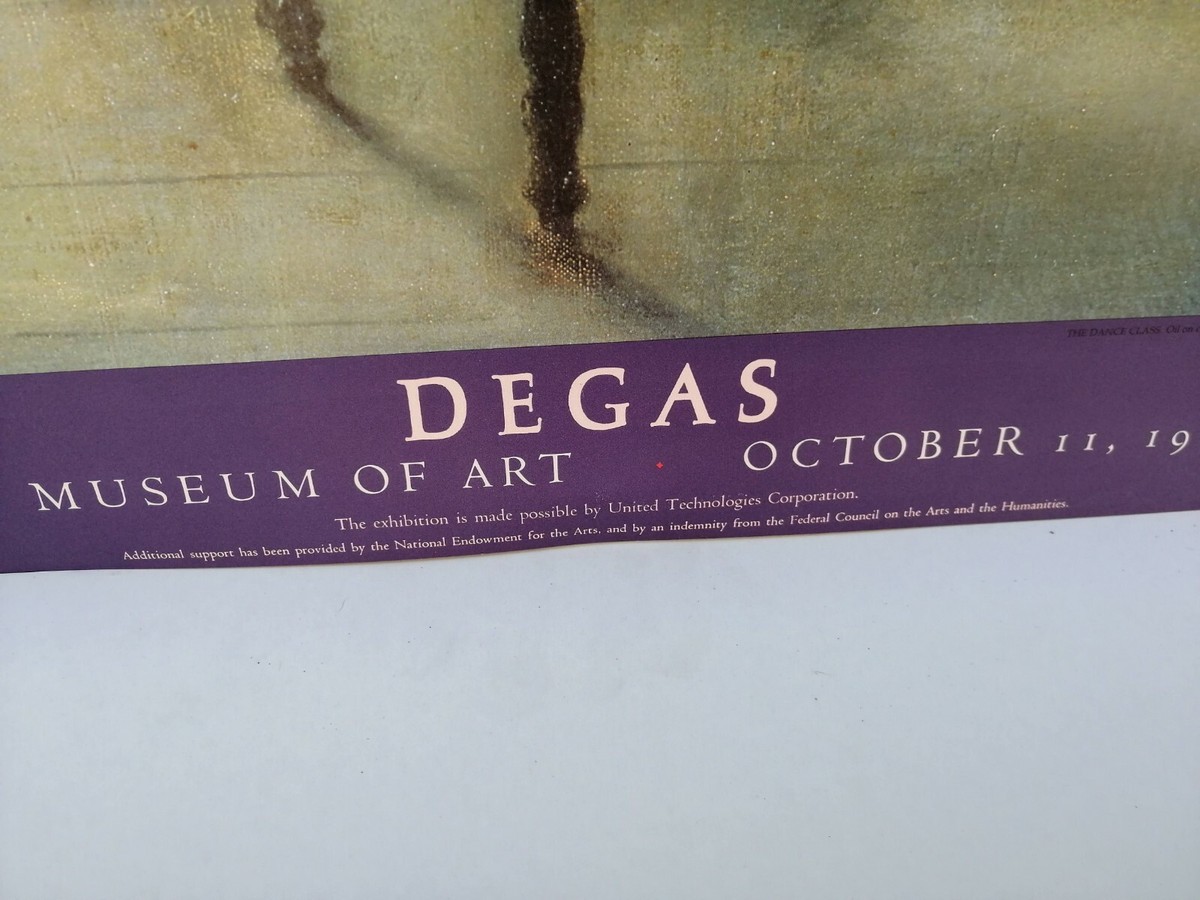 THE DANCE CLASS. Oil on
DEGAS
MUSEUM OF ART • OCTOBER 11, 19
The exhibition is made possible by United Technologies Corporation.
Additional support has been provided by the National Endowment for the Arts, and by an indemnity from the Federal Council on the Arts and the Humanities.